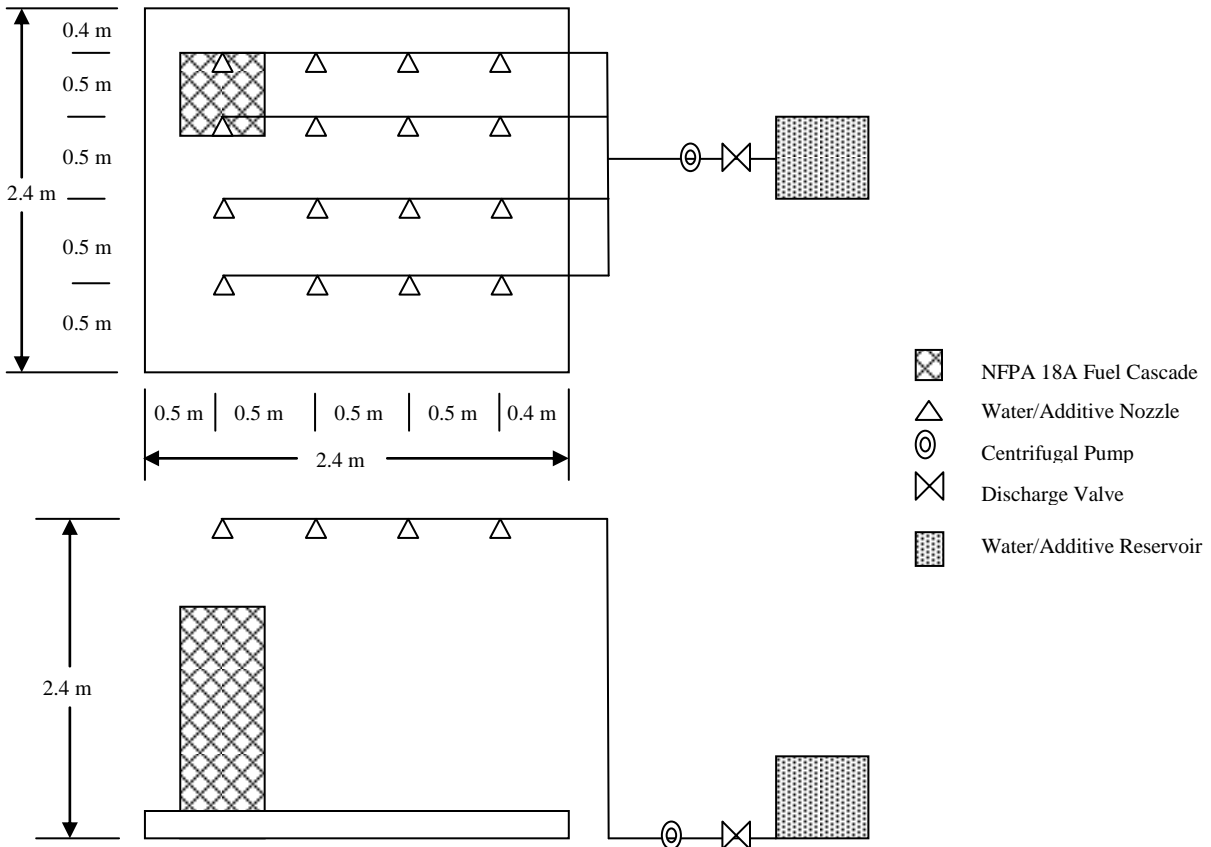 0.4 m
0.5 m
0.5 m
2.4 m
0.5 m
0.5 m
0.5 m 0.5 m 0.5 m 0.5 m 0.4 m
2.4 m
NFPA 18A Fuel Cascade
Water/Additive Nozzle
Centrifugal Pump
Discharge Valve
Water/Additive Reservoir
2.4 m